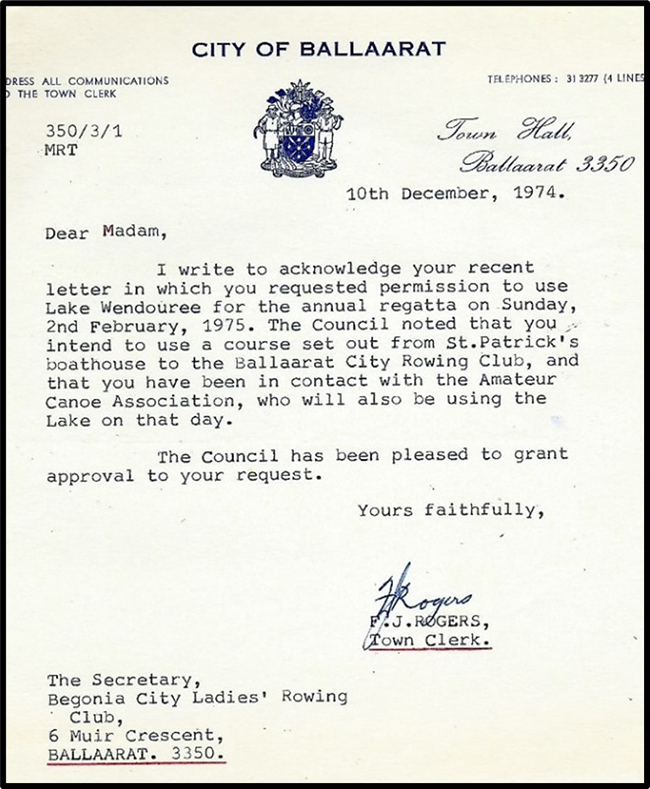 CITY OF BALLAARAT
DRESS ALL COMMUNICATIONS
O THE TOWN CLERK
TELEPHONES: 31 3277 (4 LINES
350/3/1
MRT
Town Hall,
Ballaarat 3350
10th December, 1974.
Dear Madam,
I write to acknowledge your recent
letter in which you requested permission to use
Lake Wendouree for the annual regatta on Sunday,
2nd February, 1975. The Council noted that you
intend to use a course set out from St.Patrick's
boathouse to the Ballaarat City Rowing Club, and
that you have been in contact with the Amateur
Canoe Association, who will also be using the
Lake on that day.
The Council has been pleased to grant
approval to your request.
Yours faithfully,
FJRogers
F.J.ROGERS,
Town Clerk.
The Secretary,
Begonia City Ladies' Rowing
Club,
6 Muir Crescent,
BALLAARAT. 3350.